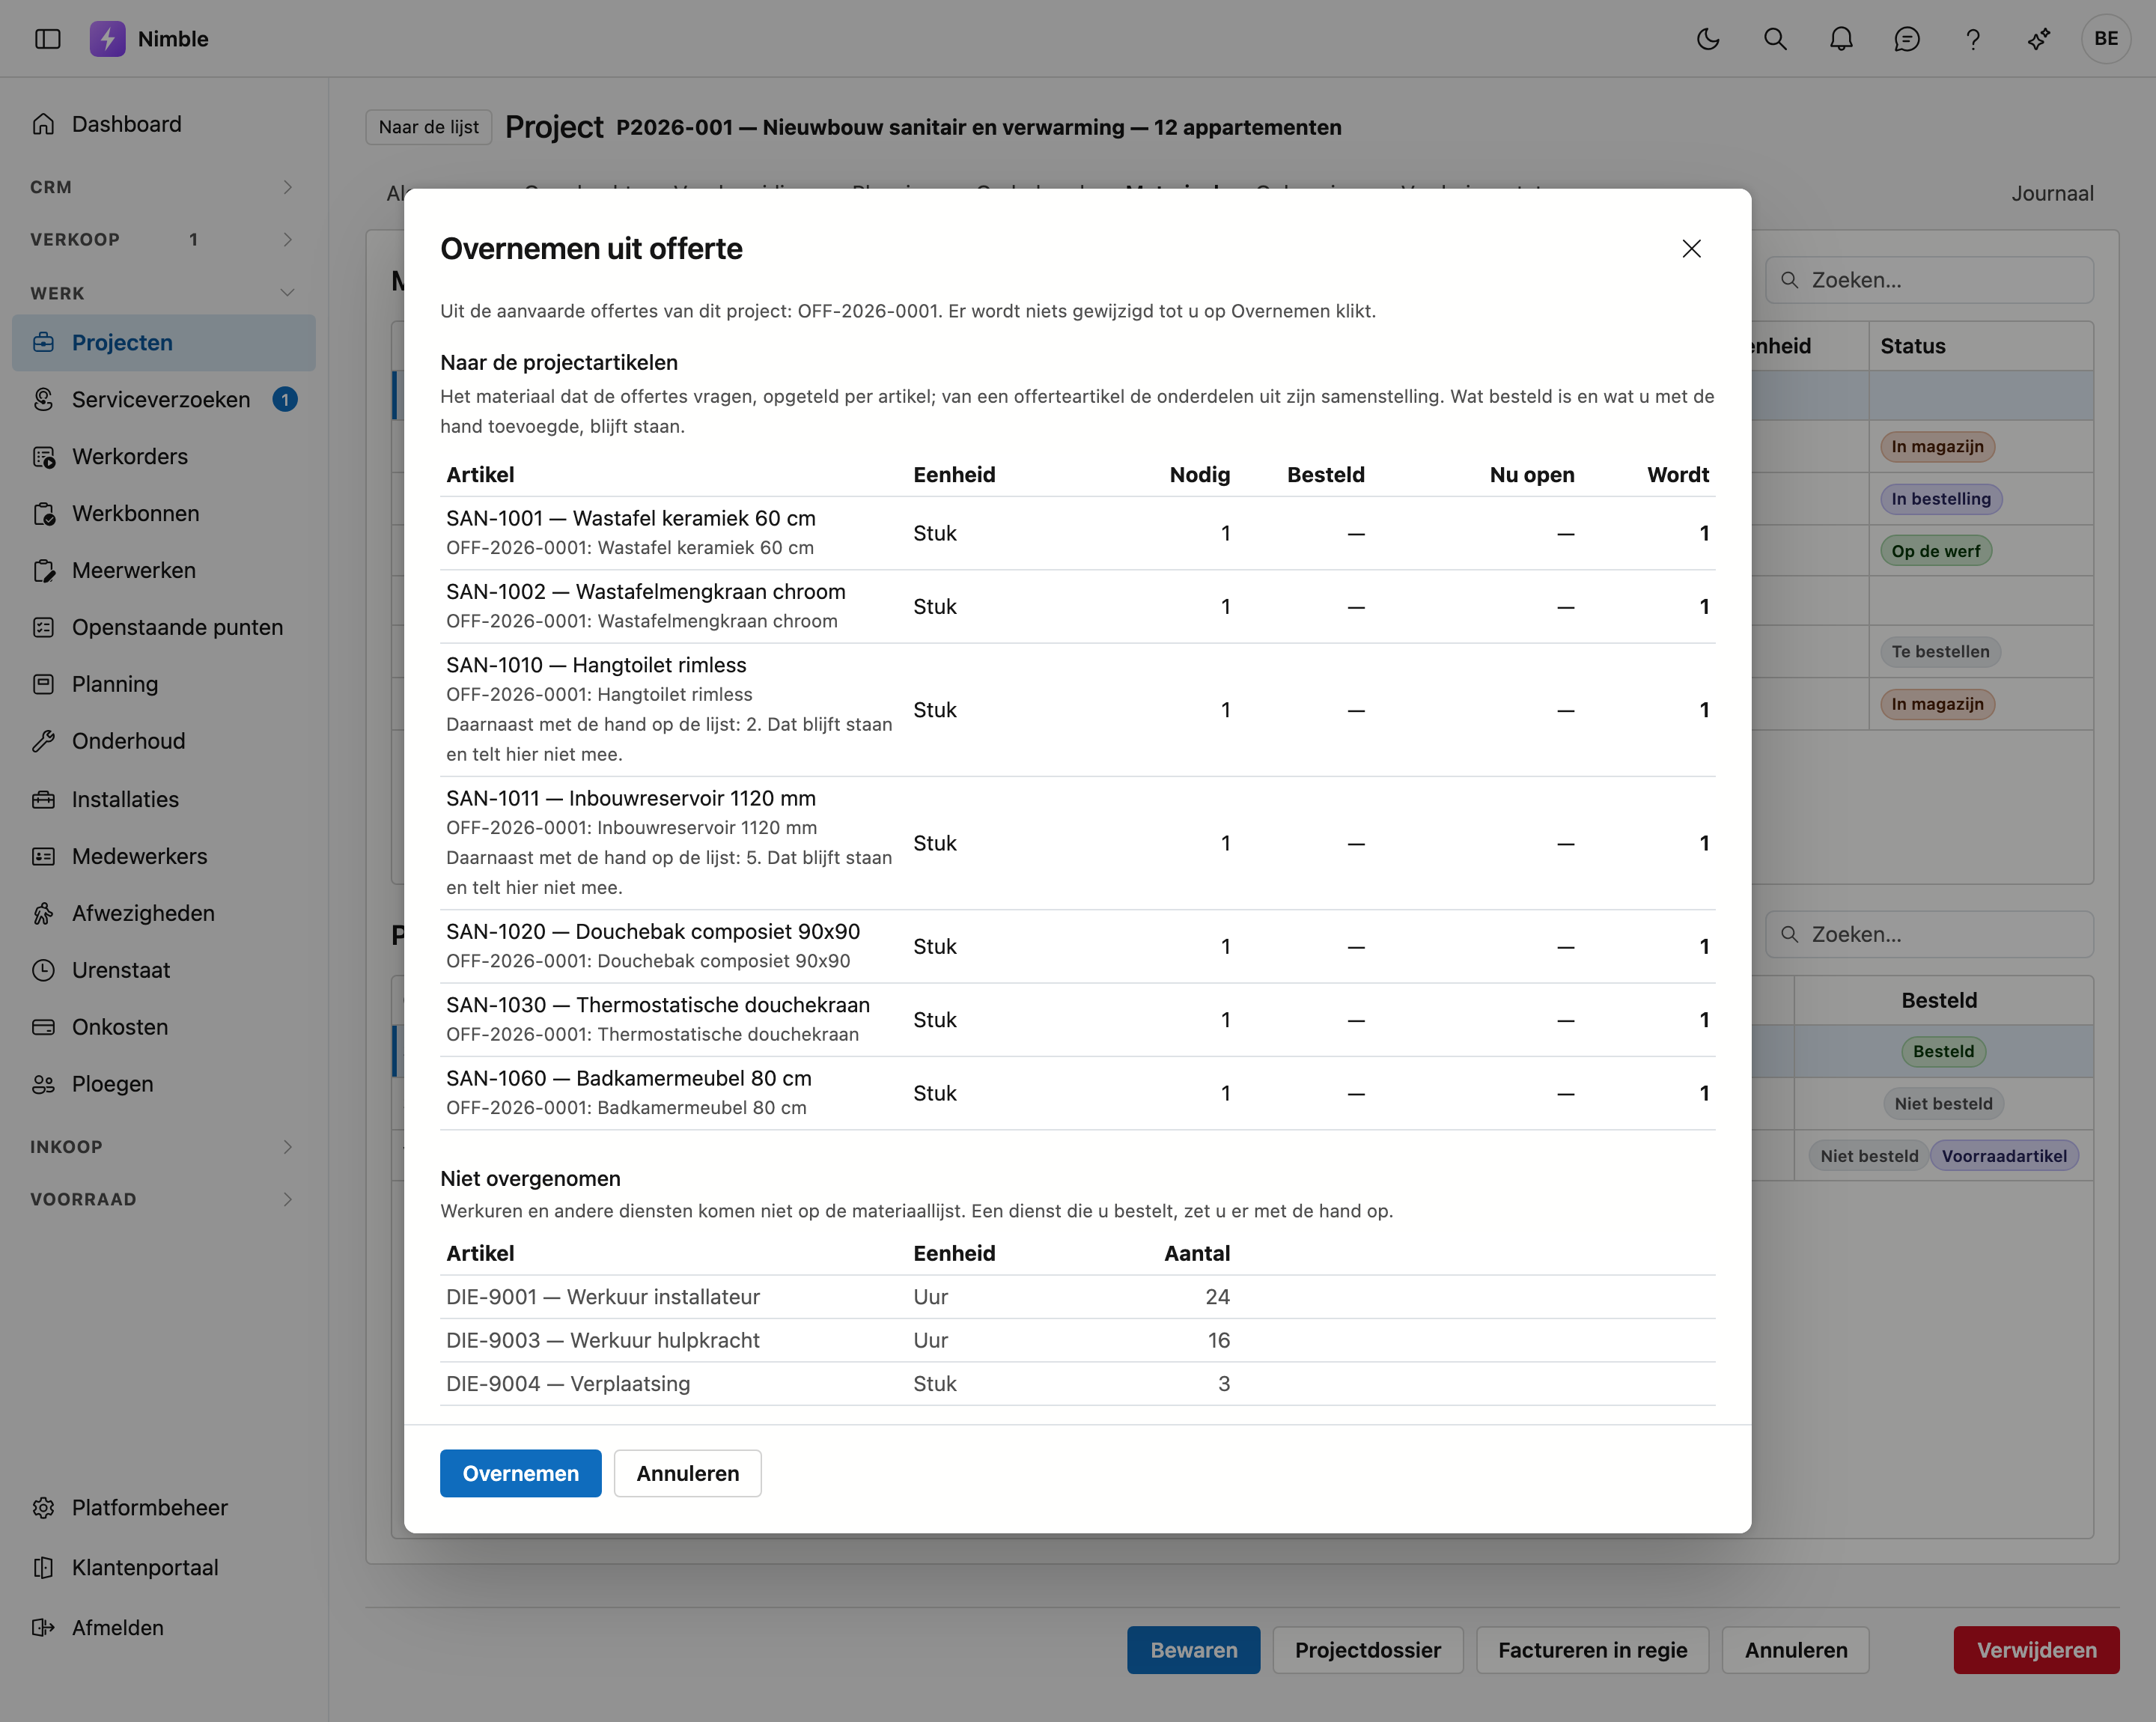 Nimble
BE
Dashboard
CRM
VERKOOP 1
WERK
Projecten
Serviceverzoeken 1
Werkorders
Werkbonnen
Meerwerken
Openstaande punten
Planning
Onderhoud
Installaties
Medewerkers
Afwezigheden
Urenstaat
Onkosten
Ploegen
INKOOP
VOORRAAD
Platformbeheer
Klantenportaal
Afmelden
Naar de lijst Project P2026-001 — Nieuwbouw sanitair en verwarming — 12 appartementen
Journaal
Zoeken...
Status
In magazijn
In bestelling
Op de werf
Te bestellen
In magazijn
Zoeken...
Besteld
Besteld
Niet besteld
Niet besteld Voorraadartikel
Overnemen uit offerte
Uit de aanvaarde offertes van dit project: OFF-2026-0001. Er wordt niets gewijzigd tot u op Overnemen klikt.
Naar de projectartikelen
Het materiaal dat de offertes vragen, opgeteld per artikel; van een offerteartikel de onderdelen uit zijn samenstelling. Wat besteld is en wat u met de
hand toevoegde, blijft staan.
Artikel Eenheid Nodig Besteld Nu open Wordt
SAN-1001 — Wastafel keramiek 60 cm
OFF-2026-0001: Wastafel keramiek 60 cm
Stuk 1 — — 1
SAN-1002 — Wastafelmengkraan chroom
OFF-2026-0001: Wastafelmengkraan chroom
Stuk 1 — — 1
SAN-1010 — Hangtoilet rimless
OFF-2026-0001: Hangtoilet rimless
Daarnaast met de hand op de lijst: 2. Dat blijft staan
en telt hier niet mee.
Stuk 1 — — 1
SAN-1011 — Inbouwreservoir 1120 mm
OFF-2026-0001: Inbouwreservoir 1120 mm
Daarnaast met de hand op de lijst: 5. Dat blijft staan
en telt hier niet mee.
Stuk 1 — — 1
SAN-1020 — Douchebak composiet 90x90
OFF-2026-0001: Douchebak composiet 90x90
Stuk 1 — — 1
SAN-1030 — Thermostatische douchekraan
OFF-2026-0001: Thermostatische douchekraan
Stuk 1 — — 1
SAN-1060 — Badkamermeubel 80 cm
OFF-2026-0001: Badkamermeubel 80 cm
Stuk 1 — — 1
Niet overgenomen
Werkuren en andere diensten komen niet op de materiaallijst. Een dienst die u bestelt, zet u er met de hand op.
Artikel Eenheid Aantal
DIE-9001 — Werkuur installateur Uur 24
DIE-9003 — Werkuur hulpkracht Uur 16
DIE-9004 — Verplaatsing Stuk 3
Overnemen Annuleren
Bewaren Projectdossier Factureren in regie Annuleren Verwijderen